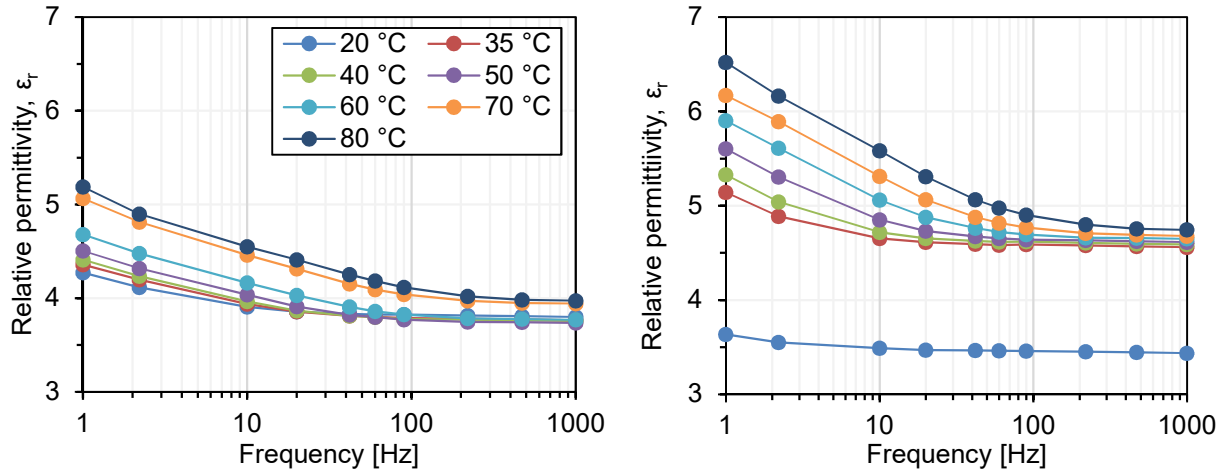 7
6
5
4
3
Relative permittivity, εr
20 °C
35 °C
40 °C
50 °C
60 °C
70 °C
80 °C
1
10
100
1000
Frequency [Hz]
7
6
5
4
3
Relative permittiivity, εr
1
10
100
1000
Frequency [Hz]